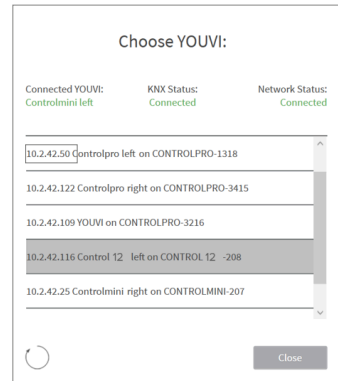 Choose YOUVI:
Connected YOUVI: KNX Status: Network Status:
Controlmini left Connected Connected
10.2.42.50 Controlpro left on CONTROLPRO-1318
10.2.42.122 Controlpro right on CONTROLPRO-3415
10.2.42.109 YOUVI on CONTROLPRO-3216
10.2.42.116 Control 12 left on CONTROL 12 -208
10.2.42.25 Controlmini right on CONTROLMINI-207
Close